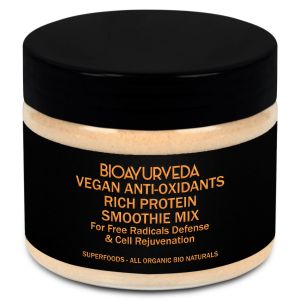 BIOAYURVEDA
VEGAN ANTI-OXIDANTS
RICH PROTEIN
SMOOTHIE MIX
For Free Radicals Defense
& Cell Rejuvenation
SUPERFOODS - ALL ORGANIC BIO NATURALS